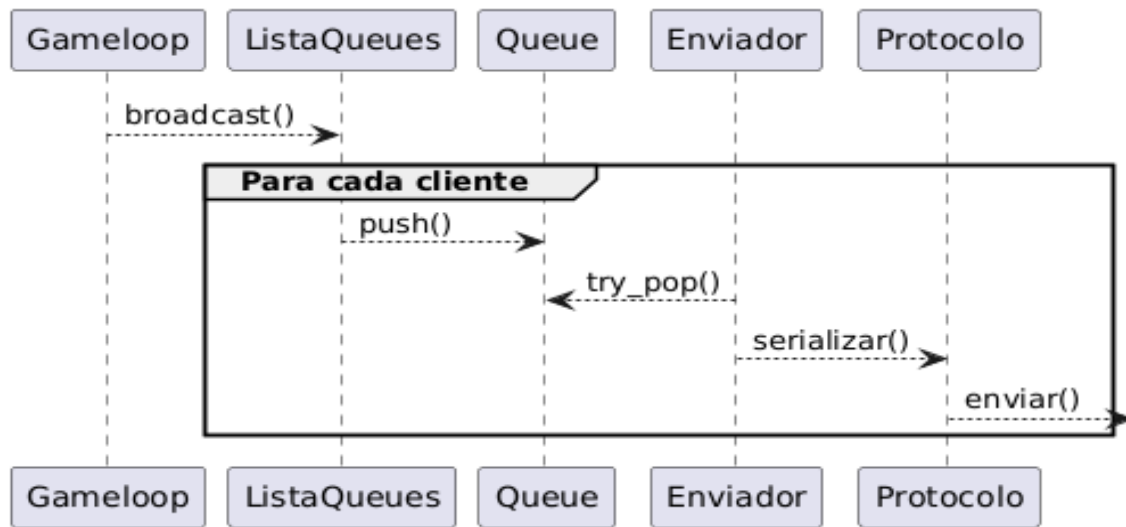 Gameloop ListaQueues Queue Enviador Protocolo
broadcast()
Para cada cliente
push()
try_pop()
serializar()
enviar()
Gameloop ListaQueues Queue Enviador Protocolo